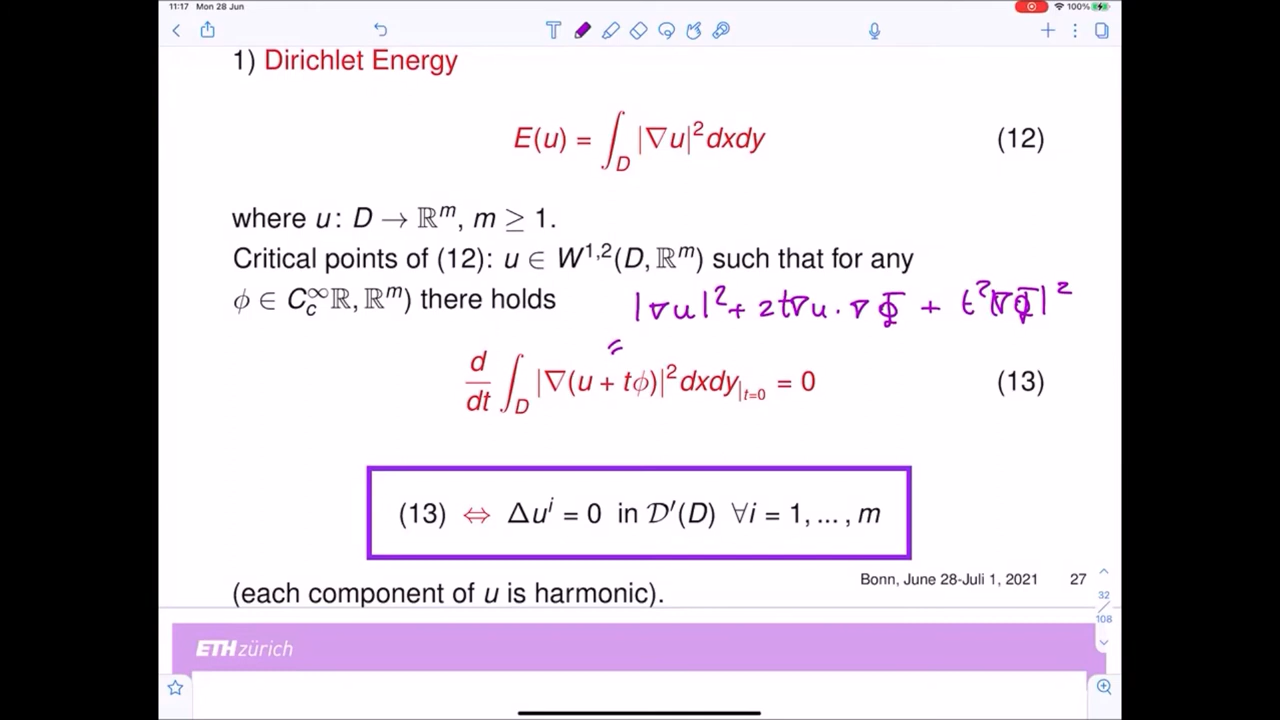 11:17 Mon 28 Jun
100%
1) Dirichlet Energy
E(u) = ∫_D |∇u|² dxdy (12)
where u: D → ℝ^m, m ≥ 1.
Critical points of (12): u ∈ W^{1,2}(D, ℝ^m) such that for any
ϕ ∈ C_c^∞ ℝ, ℝ^m) there holds
|∇u|² + 2t∇u · ∇Φ + t²|∇Φ|²
=
d/dt ∫_D |∇(u + tϕ)|² dxdy_{|t=0} = 0 (13)
(13) ⇔ Δu^i = 0 in 𝒟′(D) ∀i = 1, ... , m
Bonn, June 28-Juli 1, 2021 27
(each component of u is harmonic).
32
/
108
ETH zürich